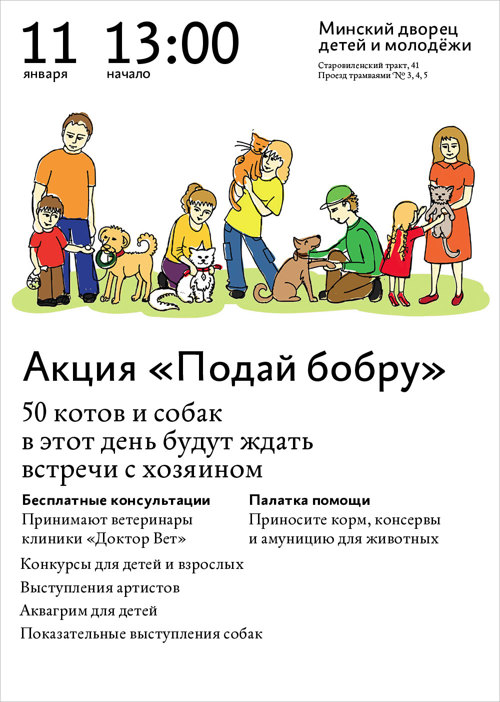 11
января
13:00
начало
Минский дворец
детей и молодёжи
Старовиленский тракт, 41
Проезд трамваями № 3, 4, 5
Акция «Подай бобру»
50 котов и собак
в этот день будут ждать
встречи с хозяином
Бесплатные консультации
Принимают ветеринары
клиники «Доктор Вет»
Палатка помощи
Приносите корм, консервы
и амуницию для животных
Конкурсы для детей и взрослых
Выступления артистов
Аквагрим для детей
Показательные выступления собак